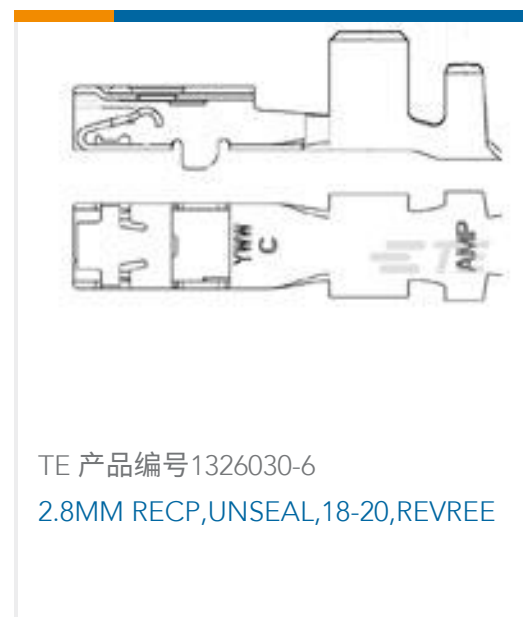 YWW
C
AMP
TE 产品编号1326030-6
2.8MM RECP,UNSEAL,18-20,REVREE